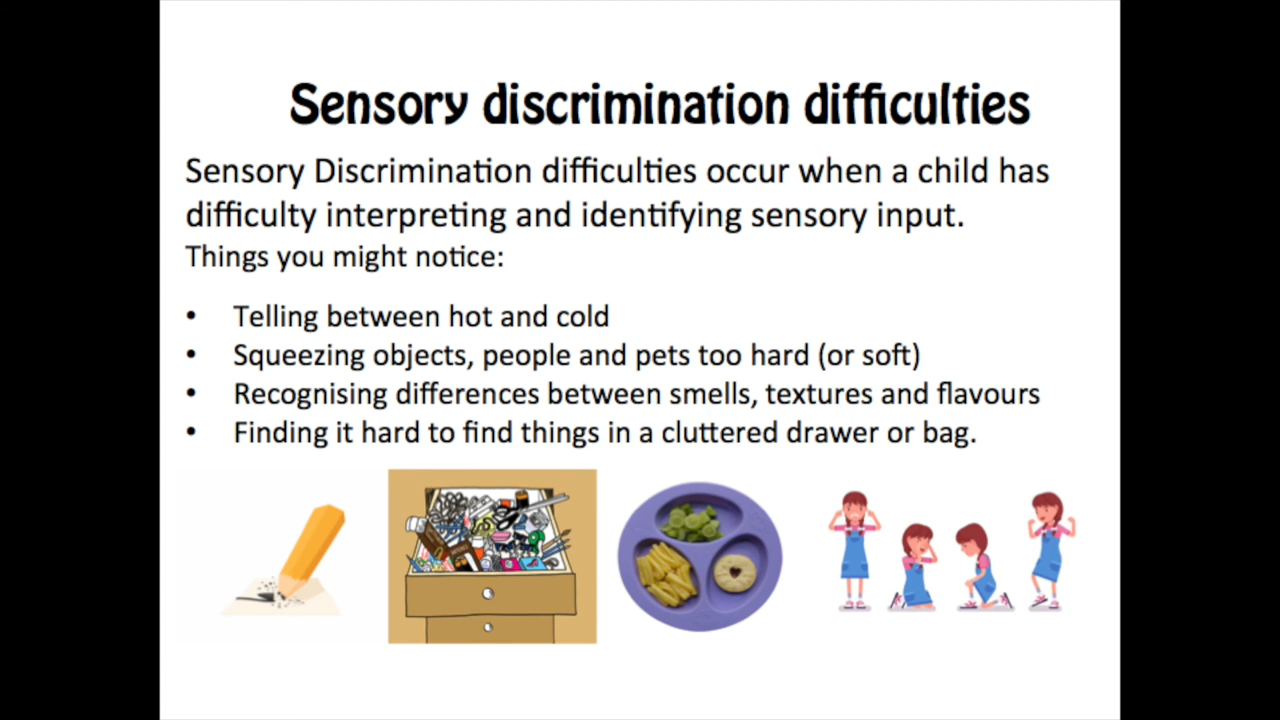 Sensory discrimination difficulties
Sensory Discrimination difficulties occur when a child has
difficulty interpreting and identifying sensory input.
Things you might notice:
• Telling between hot and cold
• Squeezing objects, people and pets too hard (or soft)
• Recognising differences between smells, textures and flavours
• Finding it hard to find things in a cluttered drawer or bag.